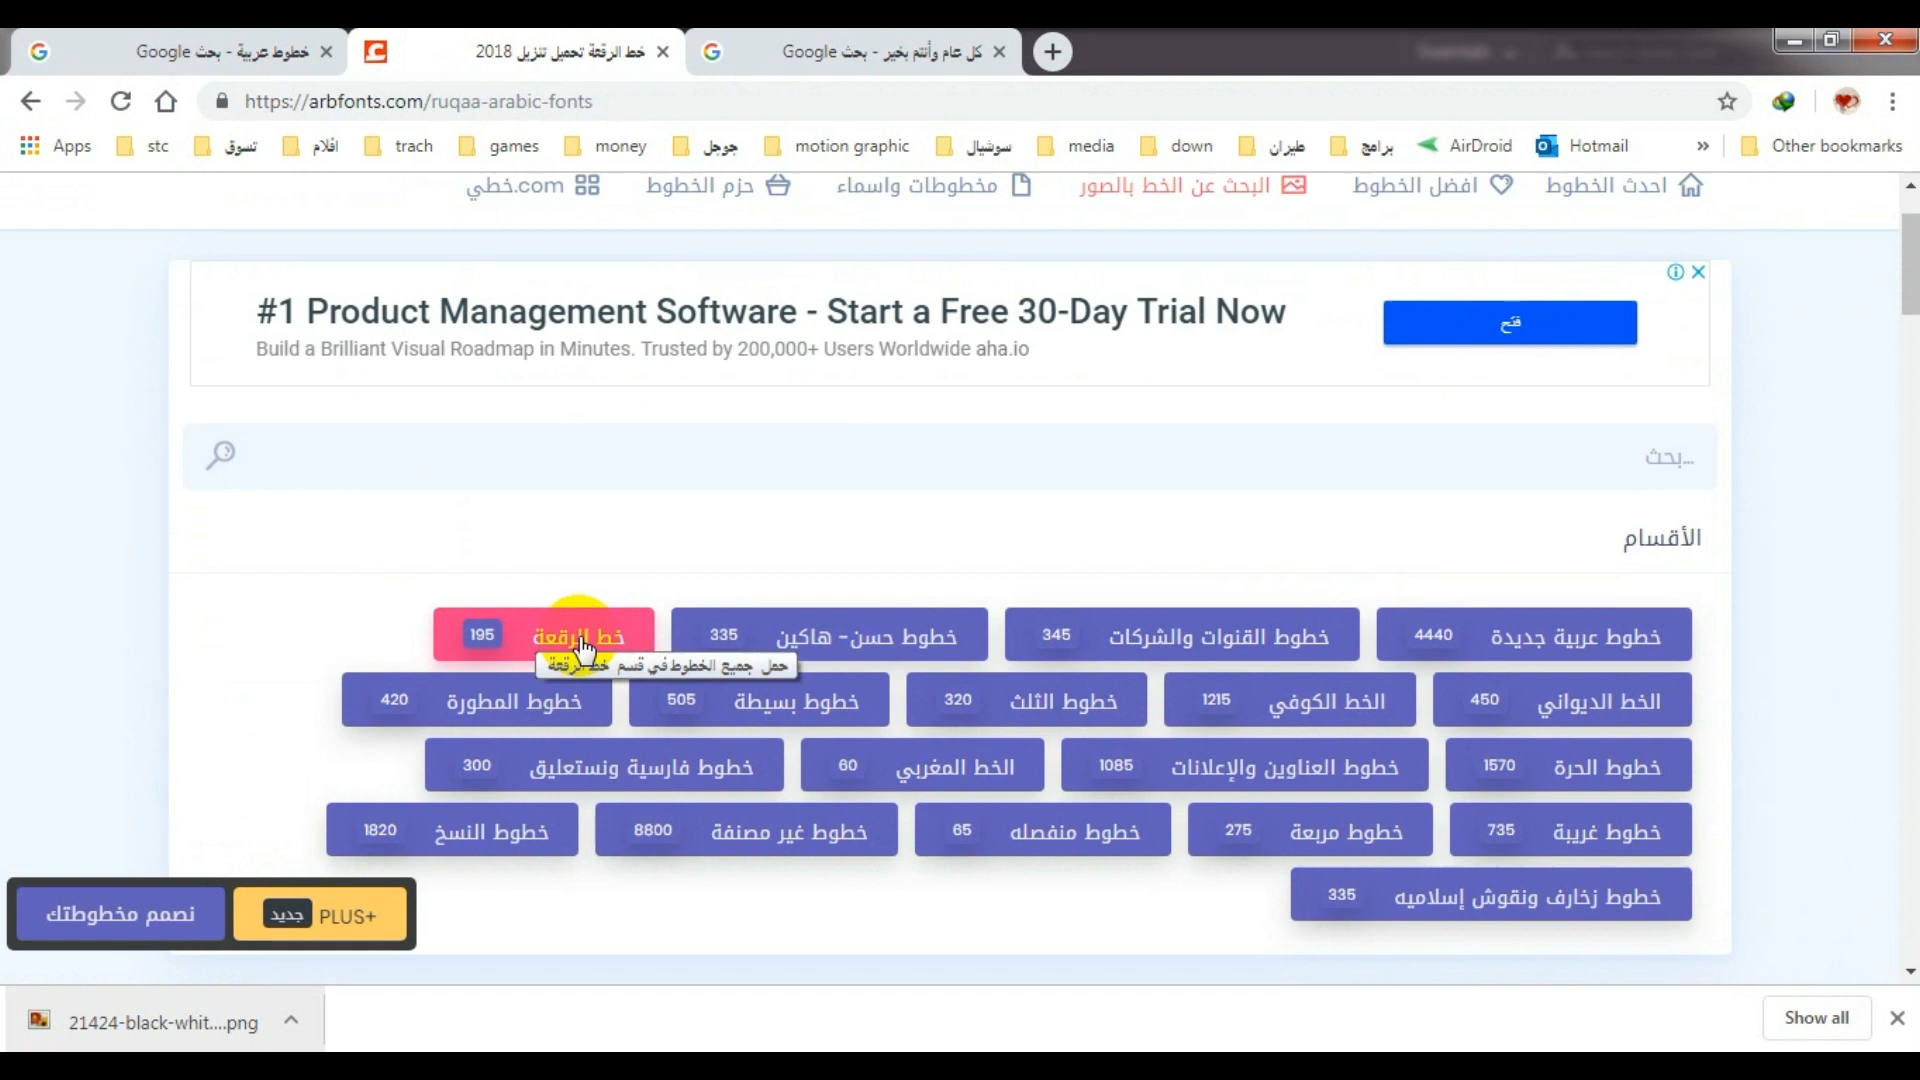 خطوط عربية - بحث Google
خط الرقعة تحميل تنزيل 2018
كل عام وأنتم بخير - بحث Google
https://arbfonts.com/ruqaa-arabic-fonts
Apps stc تسوق افلام trach games money جوجل motion graphic سوشيال media down طيران برامج AirDroid Hotmail » Other bookmarks
احدث الخطوط افضل الخطوط البحث عن الخط بالصور مخطوطات واسماء حزم الخطوط خطي.com
#1 Product Management Software - Start a Free 30-Day Trial Now
Build a Brilliant Visual Roadmap in Minutes. Trusted by 200,000+ Users Worldwide aha.io
فتح
بحث...
الأقسام
خطوط عربية جديدة 4440 خطوط القنوات والشركات 345 خطوط حسن- هاكين 335 خط الرقعة 195
حمل جميع الخطوط في قسم خط الرقعة
الخط الديواني 450 الخط الكوفي 1215 خطوط الثلث 320 خطوط بسيطة 505 خطوط المطورة 420
خطوط الحرة 1570 خطوط العناوين والإعلانات 1085 الخط المغربي 60 خطوط فارسية ونستعليق 300
خطوط غريبة 735 خطوط مربعة 275 خطوط منفصله 65 خطوط غير مصنفة 8800 خطوط النسخ 1820
خطوط زخارف ونقوش إسلاميه 335
نصمم مخطوطتك جديد PLUS+
21424-black-whit....png
Show all